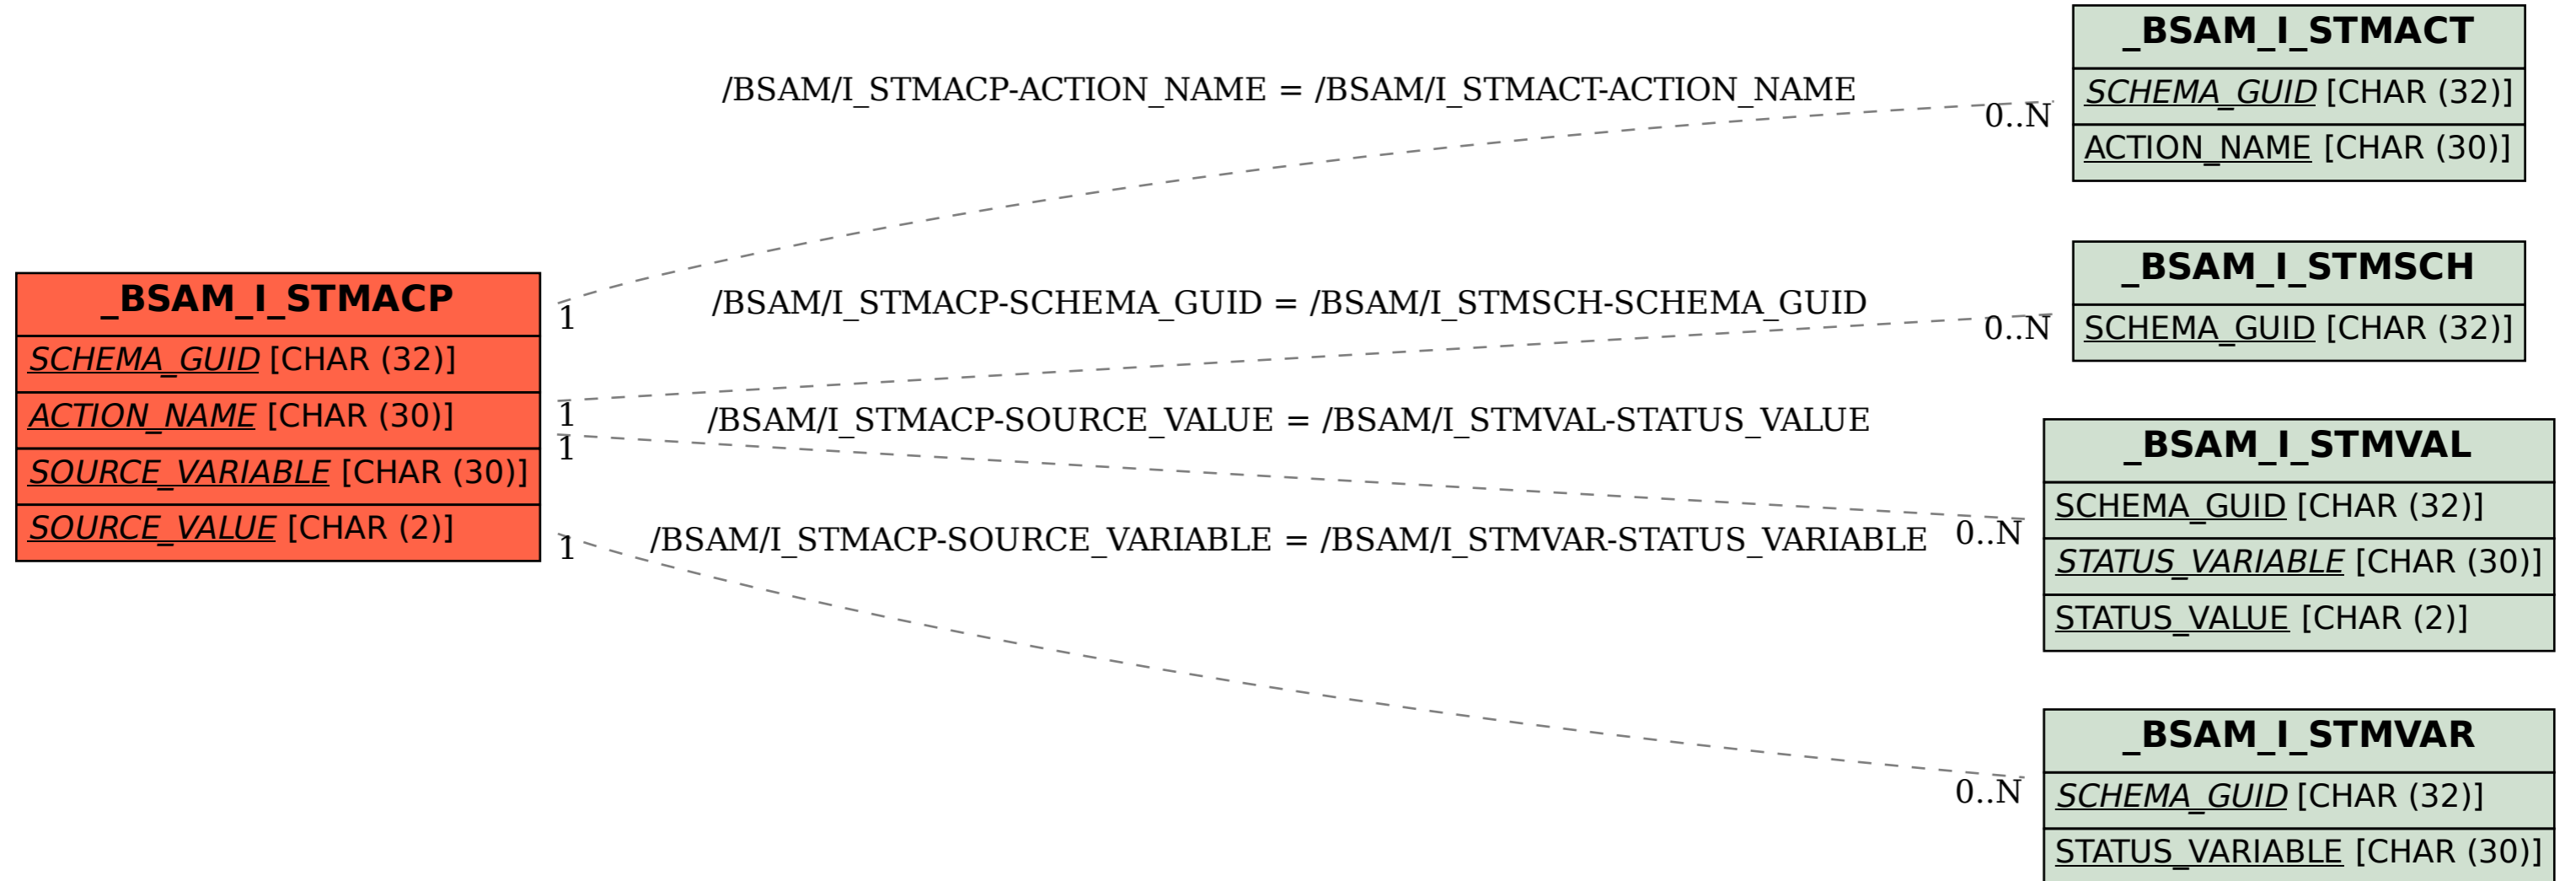 _BSAM_I_STMACP
SCHEMA_GUID [CHAR (32)]
ACTION_NAME [CHAR (30)]
SOURCE_VARIABLE [CHAR (30)]
SOURCE_VALUE [CHAR (2)]
/BSAM/I_STMACP-ACTION_NAME = /BSAM/I_STMACT-ACTION_NAME
1
0..N
/BSAM/I_STMACP-SCHEMA_GUID = /BSAM/I_STMSCH-SCHEMA_GUID
1
0..N
/BSAM/I_STMACP-SOURCE_VALUE = /BSAM/I_STMVAL-STATUS_VALUE
1
0..N
/BSAM/I_STMACP-SOURCE_VARIABLE = /BSAM/I_STMVAR-STATUS_VARIABLE
1
0..N
_BSAM_I_STMACT
SCHEMA_GUID [CHAR (32)]
ACTION_NAME [CHAR (30)]
_BSAM_I_STMSCH
SCHEMA_GUID [CHAR (32)]
_BSAM_I_STMVAL
SCHEMA_GUID [CHAR (32)]
STATUS_VARIABLE [CHAR (30)]
STATUS_VALUE [CHAR (2)]
_BSAM_I_STMVAR
SCHEMA_GUID [CHAR (32)]
STATUS_VARIABLE [CHAR (30)]